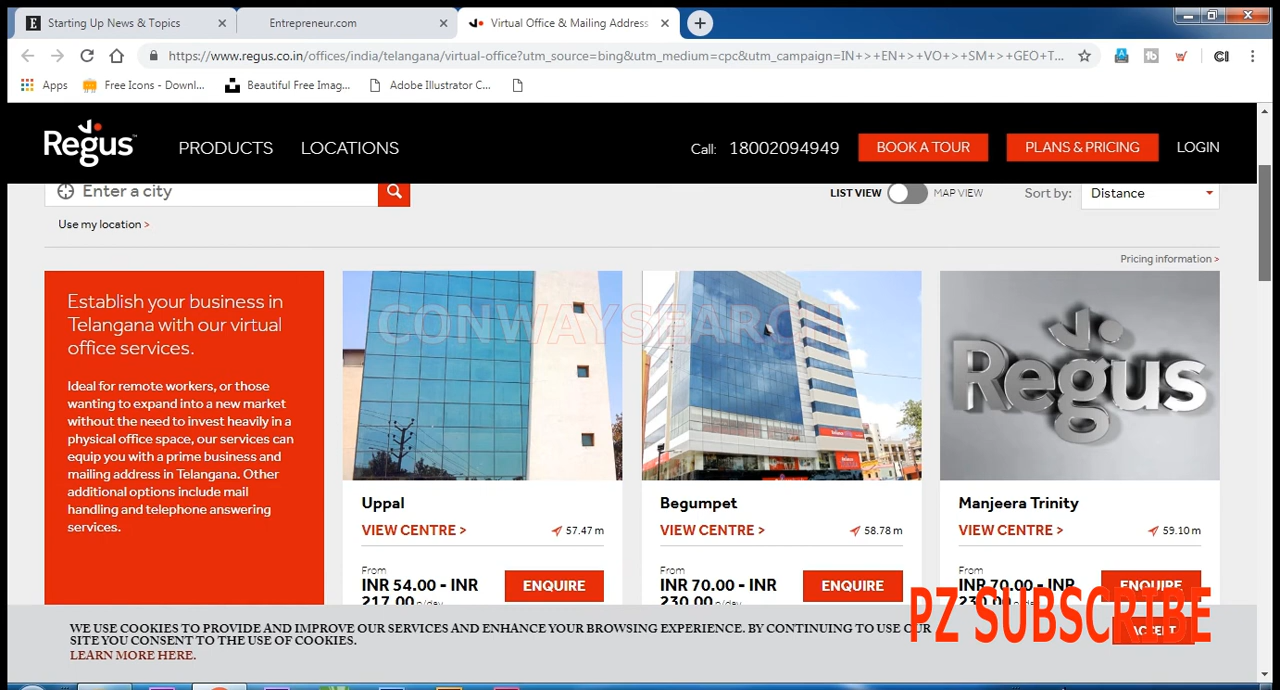 Starting Up News & Topics
Entrepreneur.com
Virtual Office & Mailing Address
https://www.regus.co.in/offices/india/telangana/virtual-office?utm_source=bing&utm_medium=cpc&utm_campaign=IN+>+EN+>+VO+>+SM+>+GEO+T...
Apps
Free Icons - Downl...
Beautiful Free Imag...
Adobe Illustrator C...
Regus
PRODUCTS
LOCATIONS
Call: 18002094949
BOOK A TOUR
PLANS & PRICING
LOGIN
Enter a city
LIST VIEW
MAP VIEW
Sort by:
Distance
Use my location >
Pricing information >
Establish your business in
Telangana with our virtual
office services.
Ideal for remote workers, or those
wanting to expand into a new market
without the need to invest heavily in a
physical office space, our services can
equip you with a prime business and
mailing address in Telangana. Other
additional options include mail
handling and telephone answering
services.
CONWAYSEARCH
Regus
Uppal
VIEW CENTRE >
57.47 m
From
INR 54.00 - INR
217.00 p/day
ENQUIRE
Begumpet
VIEW CENTRE >
58.78 m
From
INR 70.00 - INR
230.00 p/day
ENQUIRE
Manjeera Trinity
VIEW CENTRE >
59.10 m
From
INR 70.00 - INR
230.00 p/day
ENQUIRE
PZ SUBSCRIBE
WE USE COOKIES TO PROVIDE AND IMPROVE OUR SERVICES AND ENHANCE YOUR BROWSING EXPERIENCE. BY CONTINUING TO USE OUR
SITE YOU CONSENT TO THE USE OF COOKIES.
LEARN MORE HERE.
ACCEPT